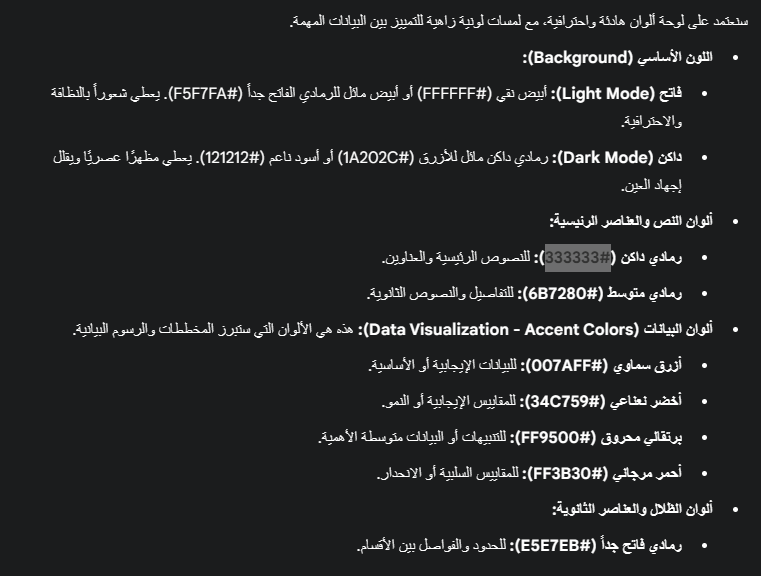 سنعتمد على لوحة ألوان هادئة واحترافية، مع لمسات لونية زاهية للتمييز بين البيانات المهمة.
• اللون الأساسي (Background):
• فاتح (Light Mode): أبيض نقي (#FFFFFF) أو أبيض مائل للرمادي الفاتح جداً (#F5F7FA). يعطي شعوراً بالنظافة
والاحترافية.
• داكن (Dark Mode): رمادي داكن مائل للأزرق (#1A202C) أو أسود ناعم (#121212). يعطي مظهرًا عصريًا ويقلل
إجهاد العين.
• ألوان النص والعناصر الرئيسية:
• رمادي داكن (#333333): للنصوص الرئيسية والعناوين.
• رمادي متوسط (#6B7280): للتفاصيل والنصوص الثانوية.
• ألوان البيانات (Data Visualization - Accent Colors): هذه هي الألوان التي ستبرز المخططات والرسوم البيانية.
• أزرق سماوي (#007AFF): للبيانات الإيجابية أو الأساسية.
• أخضر نعناعي (#34C759): للمقاييس الإيجابية أو النمو.
• برتقالي محروق (#FF9500): للتنبيهات أو البيانات متوسطة الأهمية.
• أحمر مرجاني (#FF3B30): للمقاييس السلبية أو الانحدار.
• ألوان الظلال والعناصر الثانوية:
• رمادي فاتح جداً (#E5E7EB): للحدود والفواصل بين الأقسام.